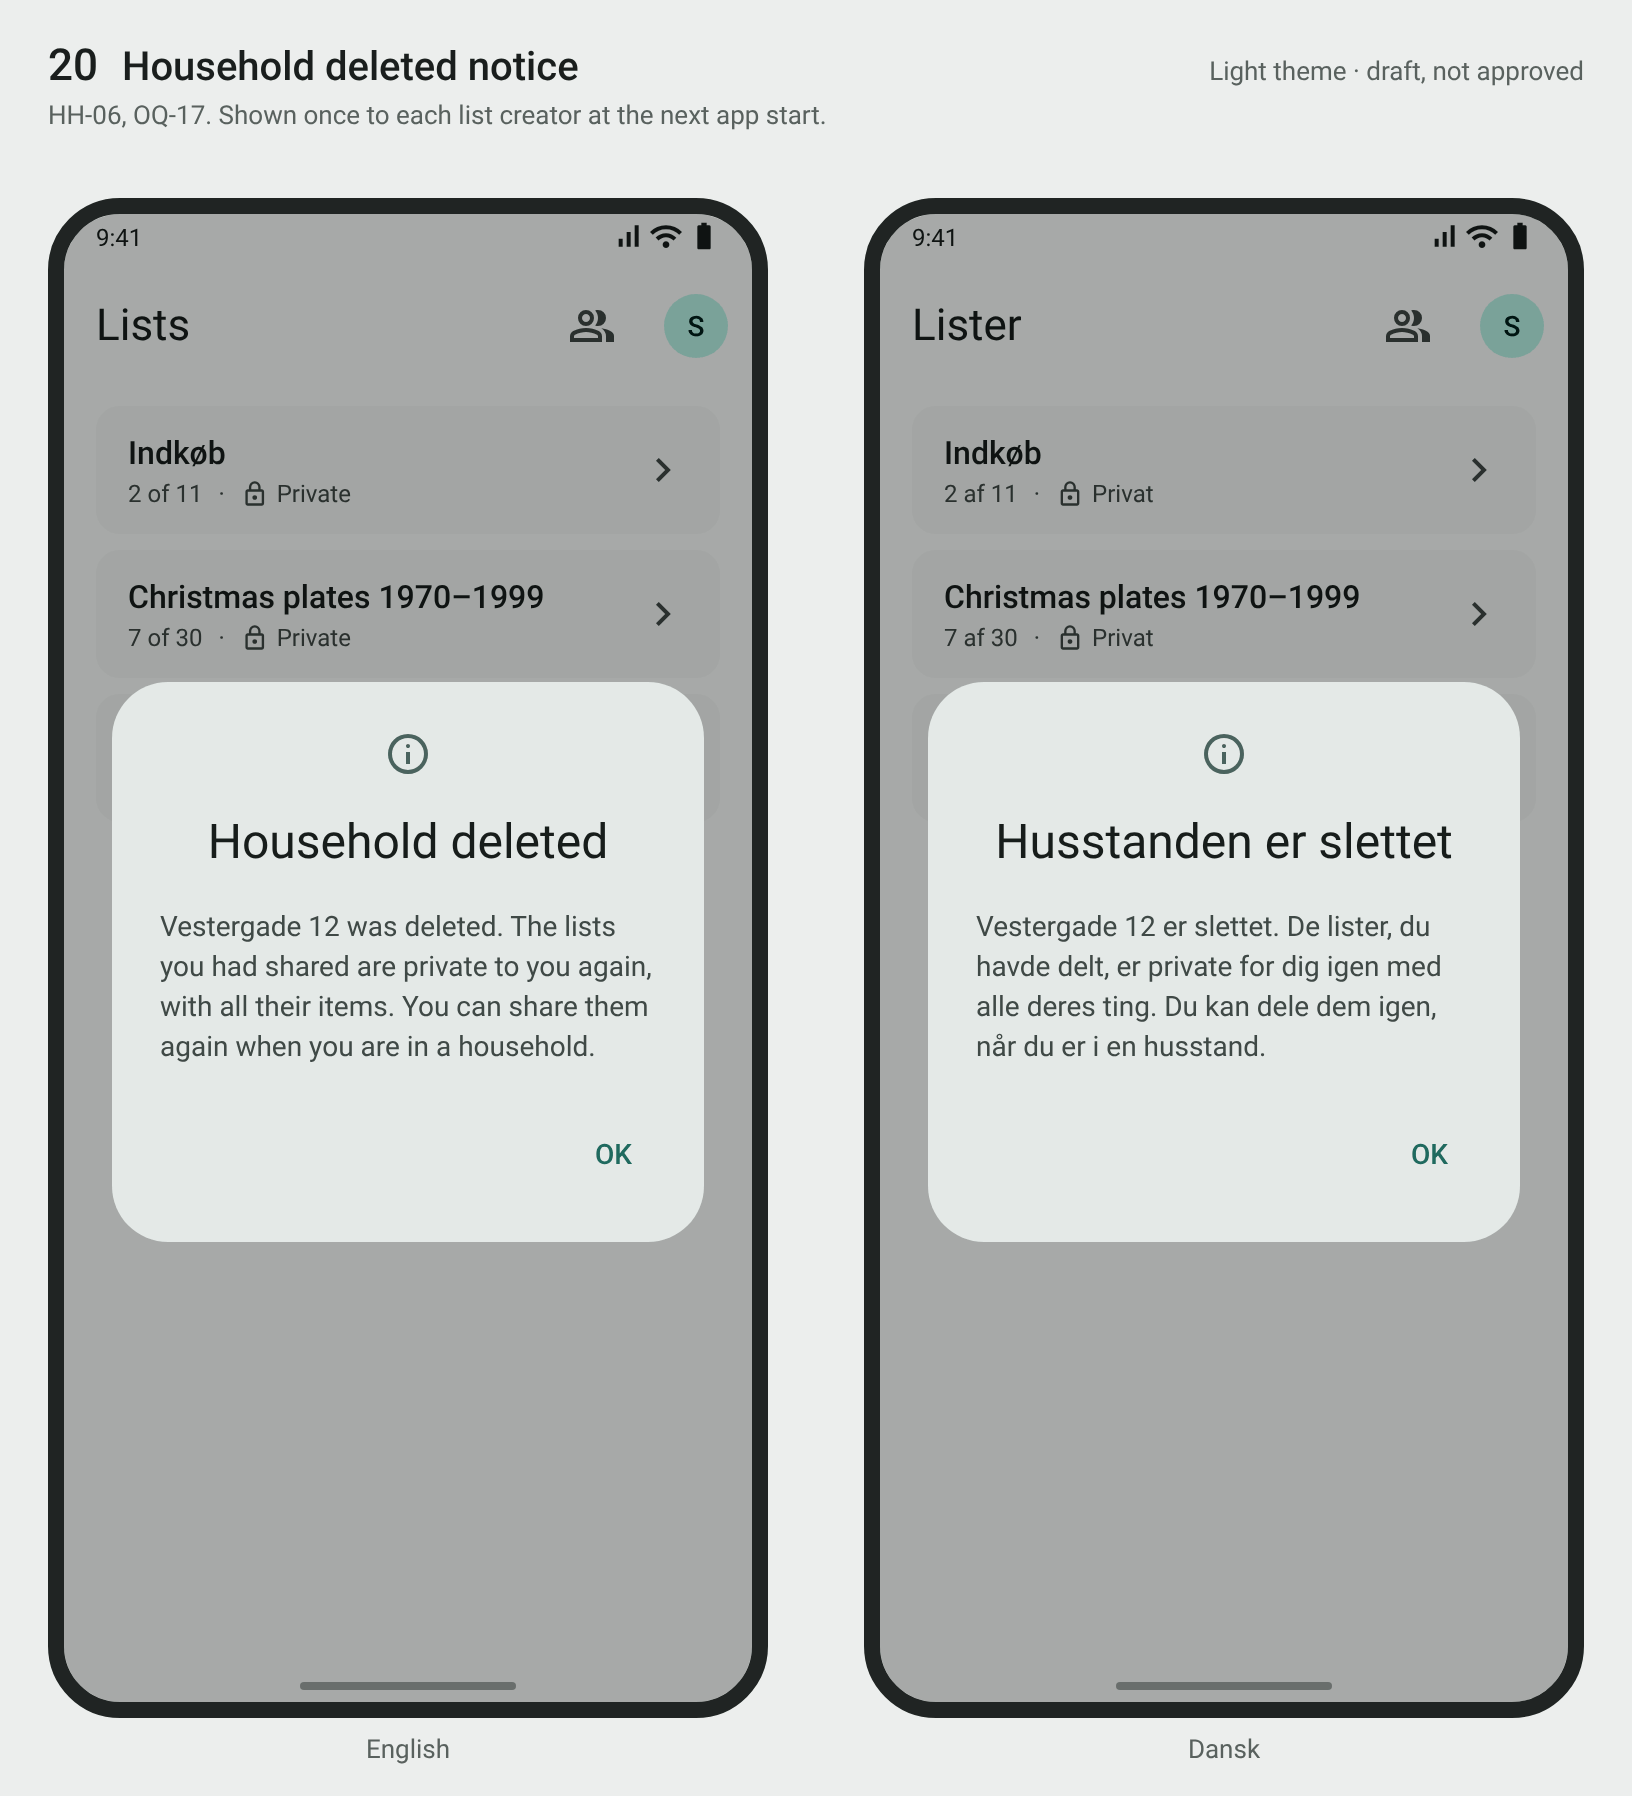 20 Household deleted notice
Light theme · draft, not approved
HH-06, OQ-17. Shown once to each list creator at the next app start.
9:41
Lists
S
Indkøb
2 of 11 · Private
Christmas plates 1970–1999
7 of 30 · Private
Household deleted
Vestergade 12 was deleted. The lists
you had shared are private to you again,
with all their items. You can share them
again when you are in a household.
OK
English
9:41
Lister
S
Indkøb
2 af 11 · Privat
Christmas plates 1970–1999
7 af 30 · Privat
Husstanden er slettet
Vestergade 12 er slettet. De lister, du
havde delt, er private for dig igen med
alle deres ting. Du kan dele dem igen,
når du er i en husstand.
OK
Dansk